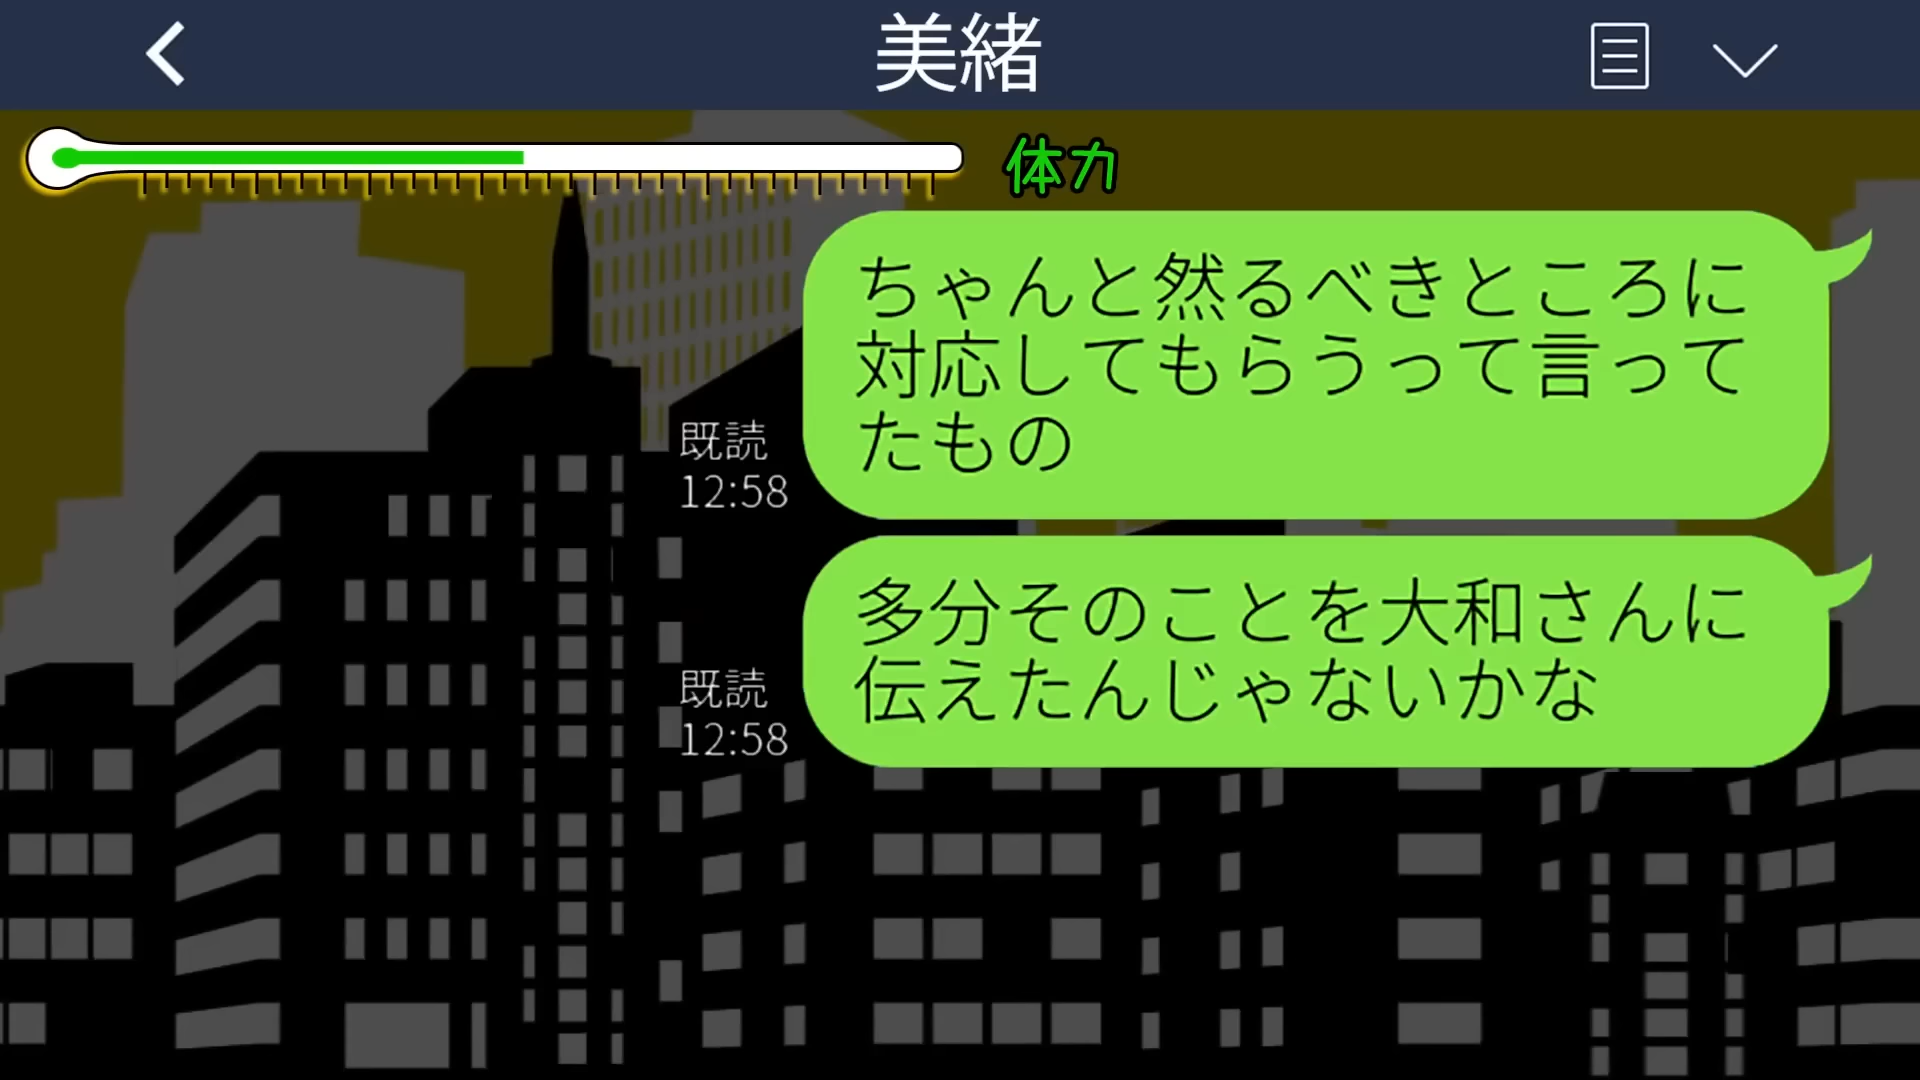 美緒
体力
ちゃんと然るべきところに
対応してもらうって言って
たもの
既読
12:58
多分そのことを大和さんに
伝えたんじゃないかな
既読
12:58